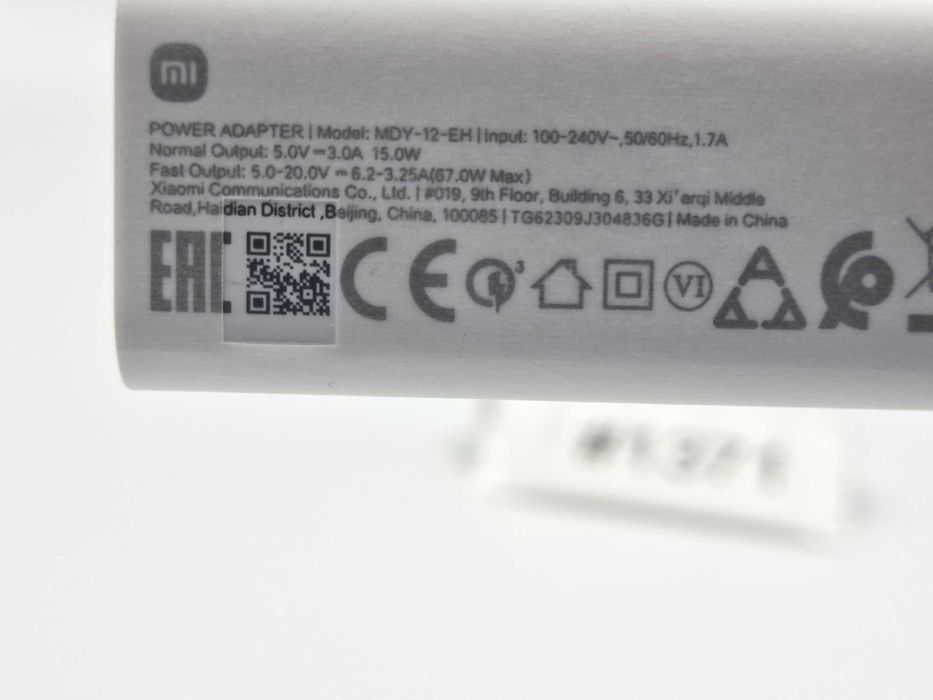 mi
POWER ADAPTER | Model: MDY-12-EH | Input: 100-240V~,50/60Hz,1.7A
Normal Output: 5.0V⎓3.0A 15.0W
Fast Output: 5.0-20.0V ⎓ 6.2-3.25A(67.0W Max)
Xiaomi Communications Co., Ltd. | #019, 9th Floor, Building 6, 33 Xi'erqi Middle
Road,Haidian District ,Beijing, China, 100085 | TG62309J304836G | Made in China
EAC CE 3 VI